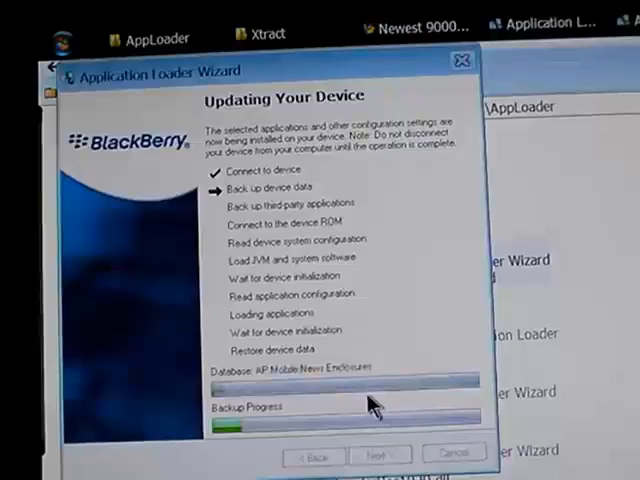 AppLoader
Xtract
Newest 9000...
Application L...
Application Loader Wizard
\AppLoader
Updating Your Device
BlackBerry
The selected applications and other configuration settings are
now being installed on your device. Note: Do not disconnect
your device from your computer until the operation is complete.
Connect to device
Back up device data
Back up third-party applications
Connect to the device ROM
Read device system configuration
Load JVM and system software
Wait for device initialization
Read application configuration
Loading applications
Wait for device initialization
Restore device data
er Wizard
on Loader
er Wizard
er Wizard
Database: AP Mobile News Enclosures
Backup Progress
< Back
Next >
Cancel